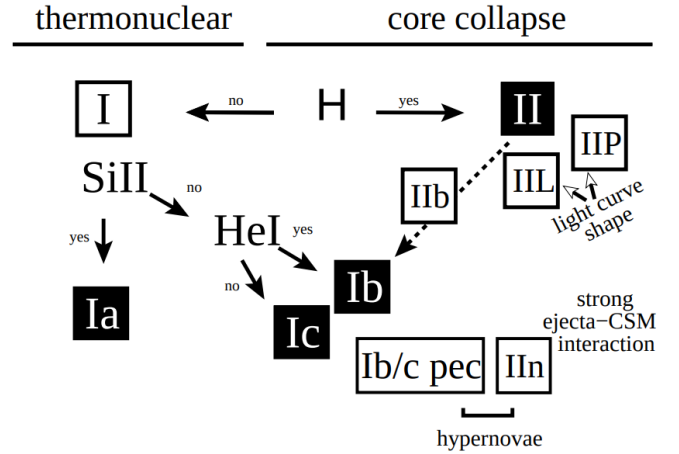 thermonuclear
core collapse
I
no
H
yes
II
IIP
SiII
no
IIb
IIL
light curve
shape
yes
HeI
yes
no
Ia
Ib
Ic
strong
ejecta−CSM
interaction
Ib/c pec
IIn
hypernovae